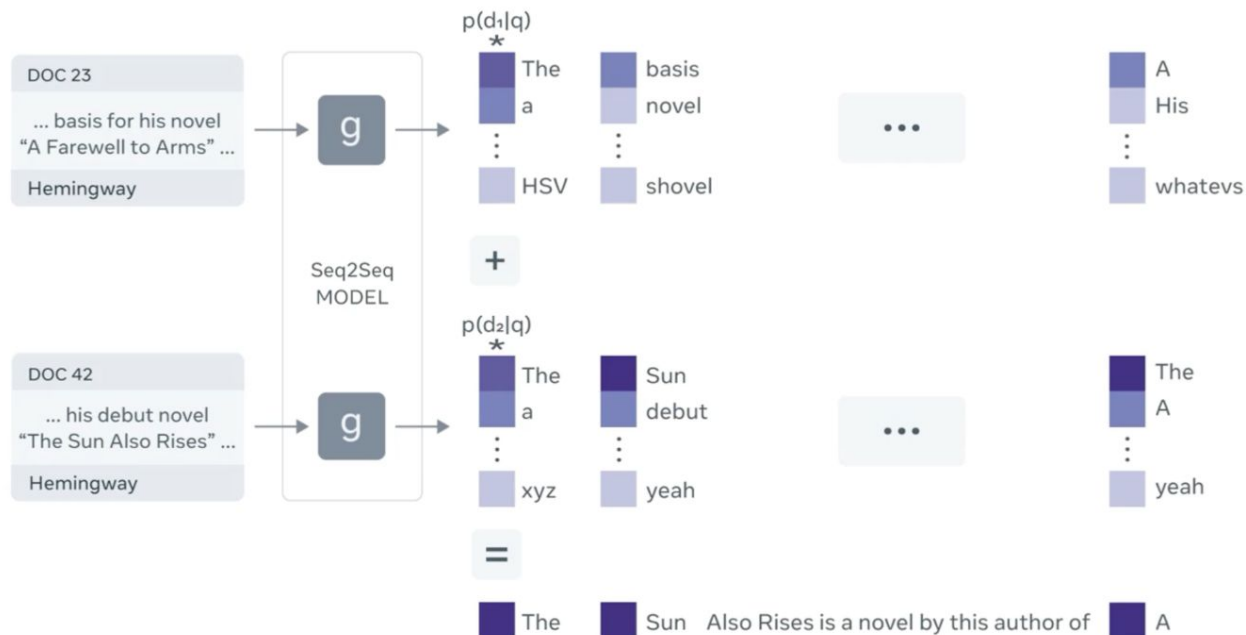 p(d₁|q)
*
DOC 23
... basis for his novel
“A Farewell to Arms” ...
Hemingway
g
The
a
⋮
HSV
basis
novel
⋮
shovel
...
A
His
⋮
whatevs
+
Seq2Seq
MODEL
p(d₂|q)
*
DOC 42
... his debut novel
“The Sun Also Rises” ...
Hemingway
g
The
a
⋮
xyz
Sun
debut
⋮
yeah
...
The
A
⋮
yeah
=
The Sun Also Rises is a novel by this author of A